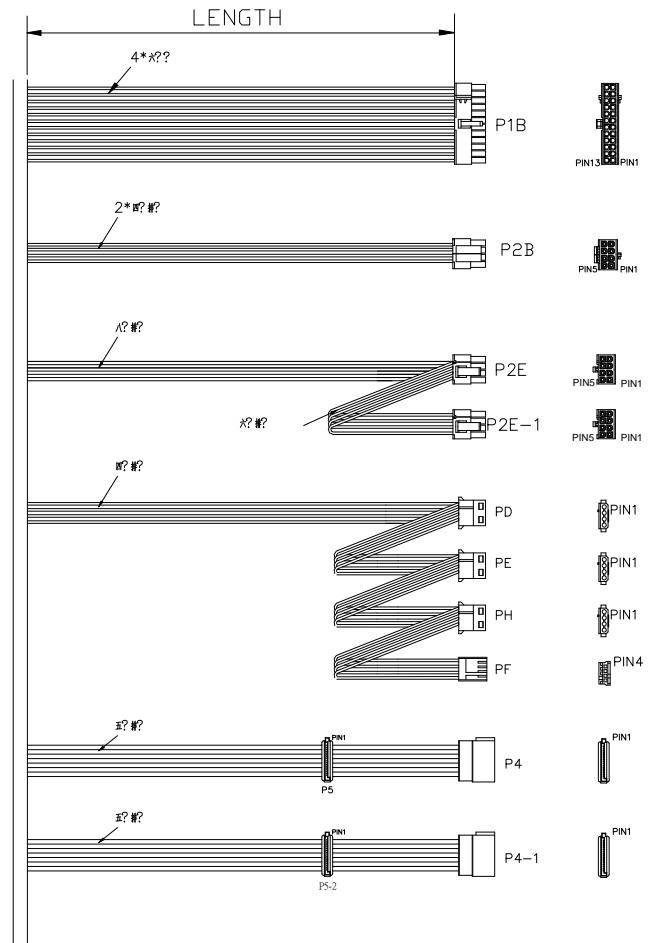 LENGTH
P1B
PIN13 PIN1
P2B
PIN5 PIN1
P2E
PIN5 PIN1
P2E-1
PIN5 PIN1
PD
PIN1
PE
PIN1
PH
PIN1
PF
PIN4
PIN1
P4
PIN1
P5
PIN1
P4-1
PIN1
P5-2